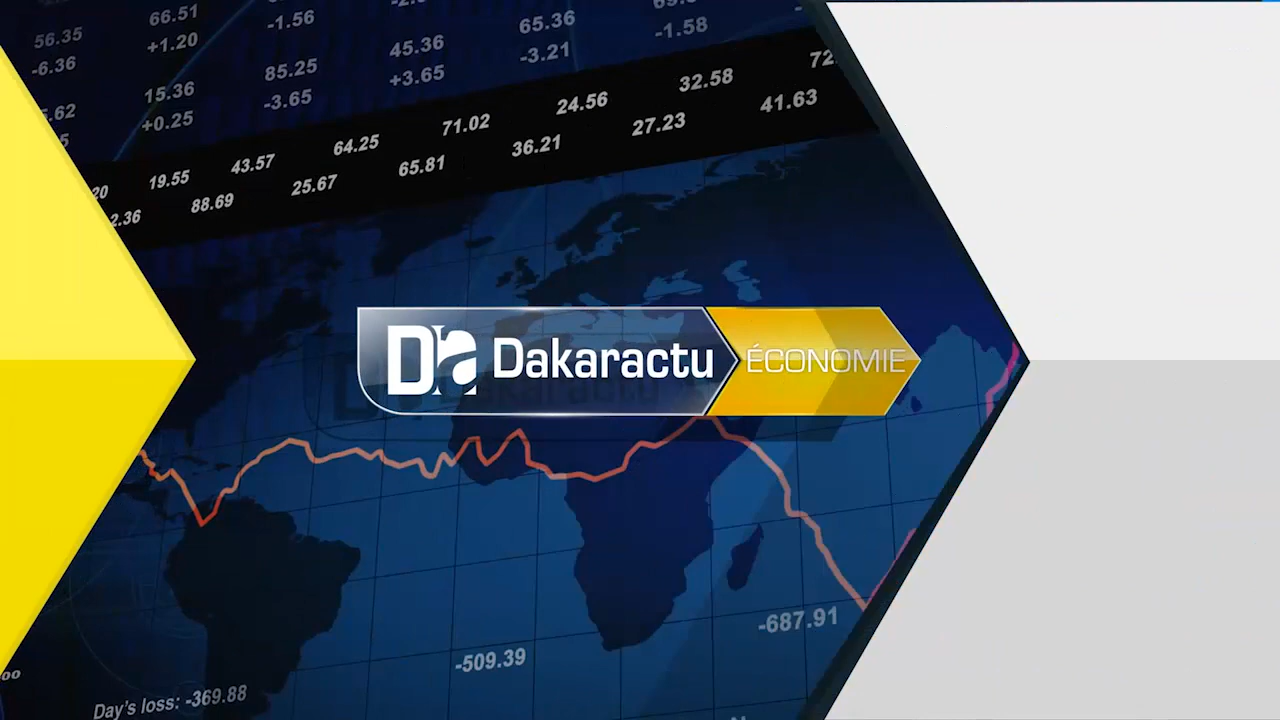 56.35 66.51 -1.56 65.36 -1.58
-6.36 +1.20 45.36 -3.21
15.36 85.25 +3.65
+0.25 -3.65
19.55 43.57 64.25 71.02 24.56 32.58 72
2.36 88.69 25.67 65.81 36.21 27.23 41.63
Da Dakaractu ÉCONOMIE
-687.91
-509.39
Day's loss: -369.88